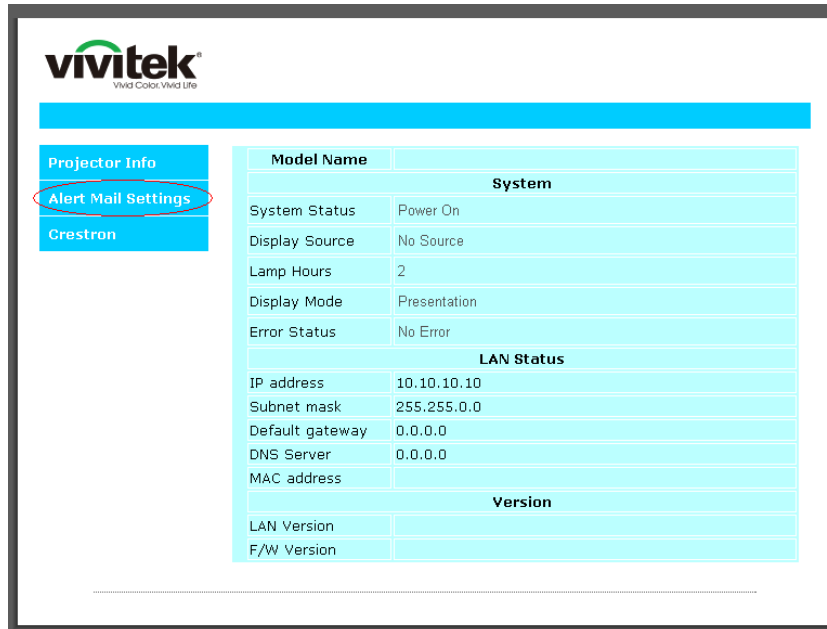 vivitek®
Vivid Color. Vivid Life
Projector Info
Alert Mail Settings
Crestron
Model Name
System
System Status Power On
Display Source No Source
Lamp Hours 2
Display Mode Presentation
Error Status No Error
LAN Status
IP address 10.10.10.10
Subnet mask 255.255.0.0
Default gateway 0.0.0.0
DNS Server 0.0.0.0
MAC address
Version
LAN Version
F/W Version